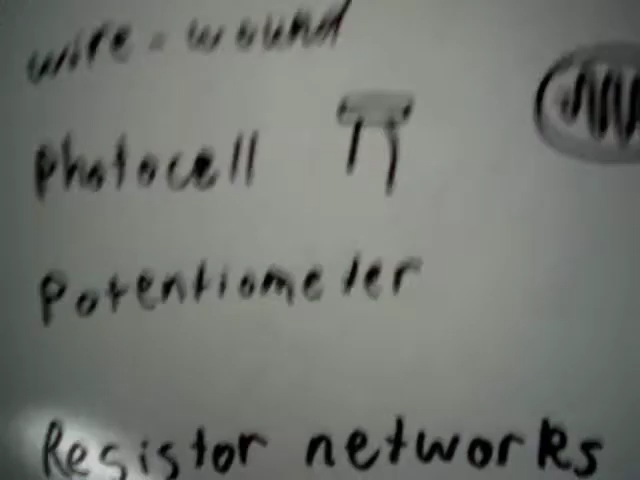 wire-wound
photocell
potentiometer
Resistor networks